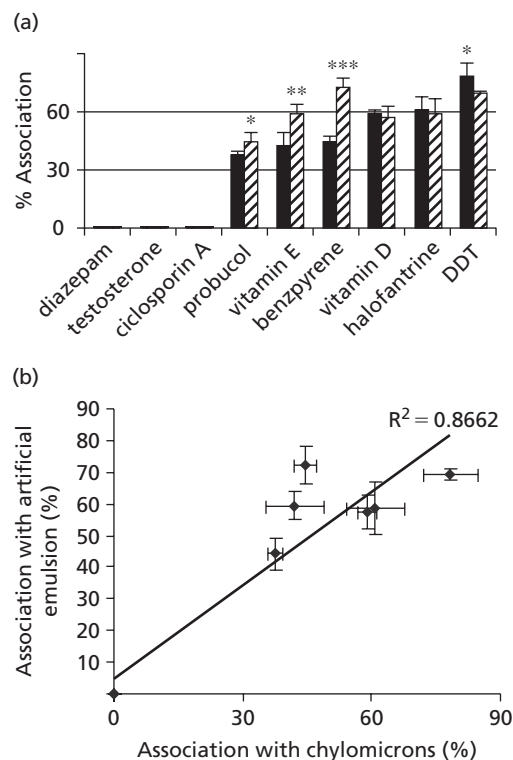 (a)
% Association
60
30
0
* ** *** *
diazepam
testosterone
ciclosporin A
probucol
vitamin E
benzpyrene
vitamin D
halofantrine
DDT
(b)
Association with artificial
emulsion (%)
90
80
70
60
50
40
30
20
10
R² = 0.8662
0 30 60 90
Association with chylomicrons (%)